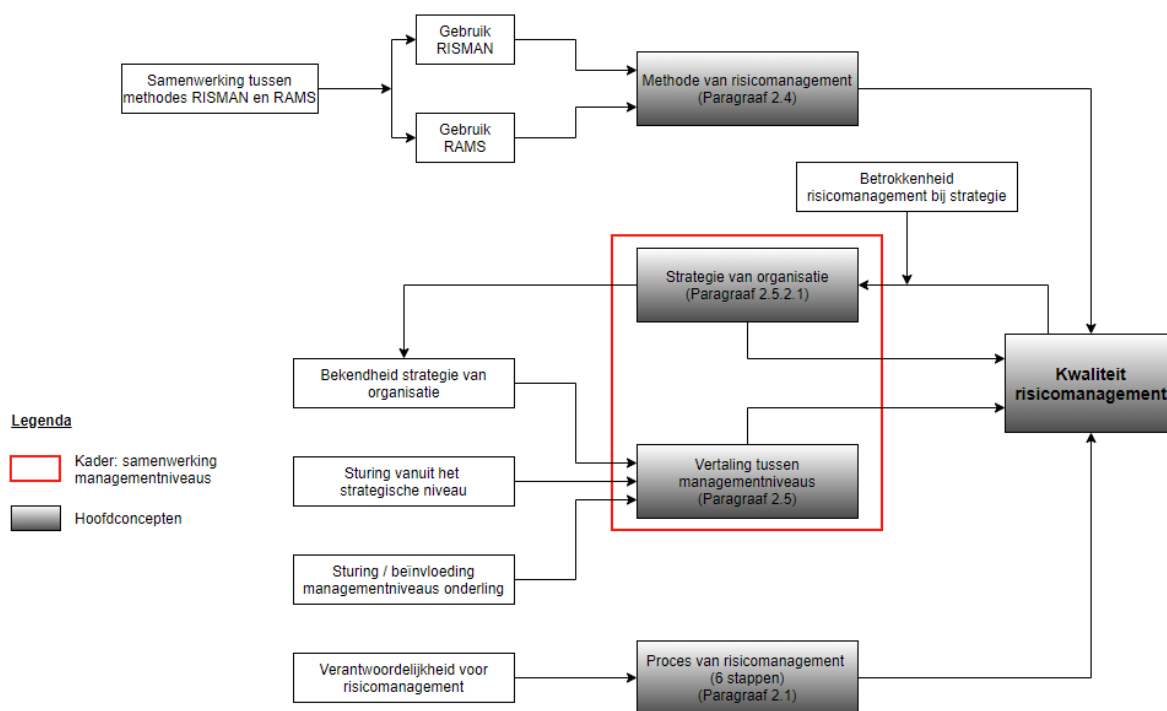 Gebruik
RISMAN
Samenwerking tussen
methodes RISMAN en RAMS
Methode van risicomanagement
(Paragraaf 2.4)
Gebruik
RAMS
Betrokkenheid
risicomanagement bij strategie
Strategie van organisatie
(Paragraaf 2.5.2.1)
Bekendheid strategie van
organisatie
Kwaliteit
risicomanagement
Legenda
Kader: samenwerking
managementniveaus
Hoofdconcepten
Sturing vanuit het
strategische niveau
Vertaling tussen
managementniveaus
(Paragraaf 2.5)
Sturing / beïnvloeding
managementniveaus onderling
Verantwoordelijkheid voor
risicomanagement
Proces van risicomanagement
(6 stappen)
(Paragraaf 2.1)